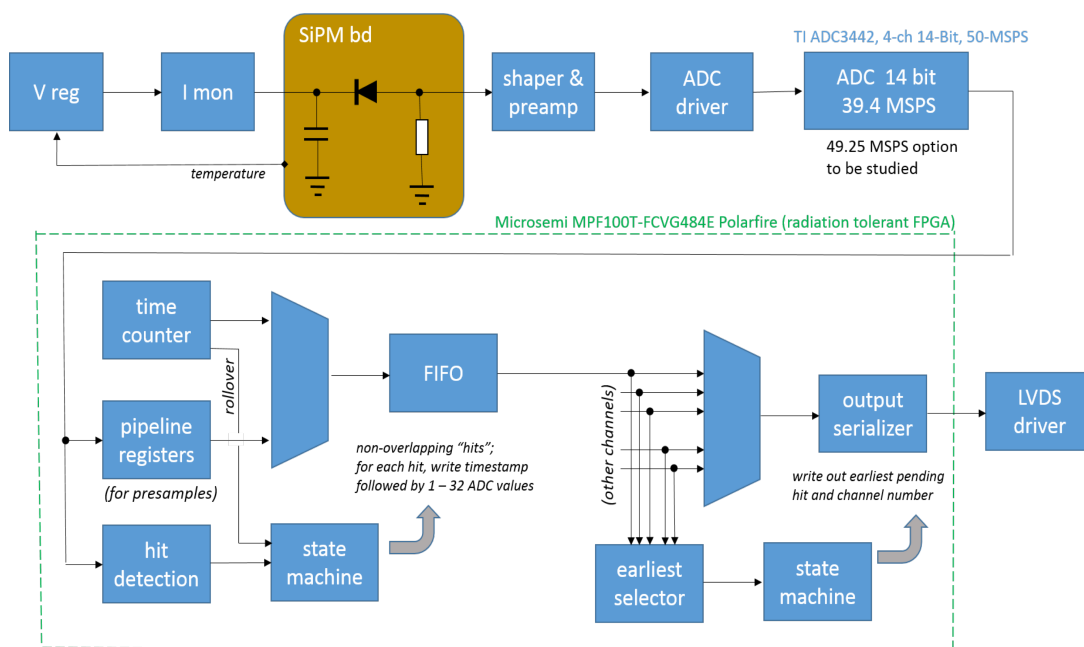 SiPM bd
TI ADC3442, 4-ch 14-Bit, 50-MSPS
V reg
I mon
shaper &
preamp
ADC
driver
ADC 14 bit
39.4 MSPS
temperature
49.25 MSPS option
to be studied
Microsemi MPF100T-FCVG484E Polarfire (radiation tolerant FPGA)
time
counter
rollover
FIFO
pipeline
registers
(for presamples)
non-overlapping “hits”;
for each hit, write timestamp
followed by 1 – 32 ADC values
(other channels)
output
serializer
LVDS
driver
write out earliest pending
hit and channel number
hit
detection
state
machine
earliest
selector
state
machine